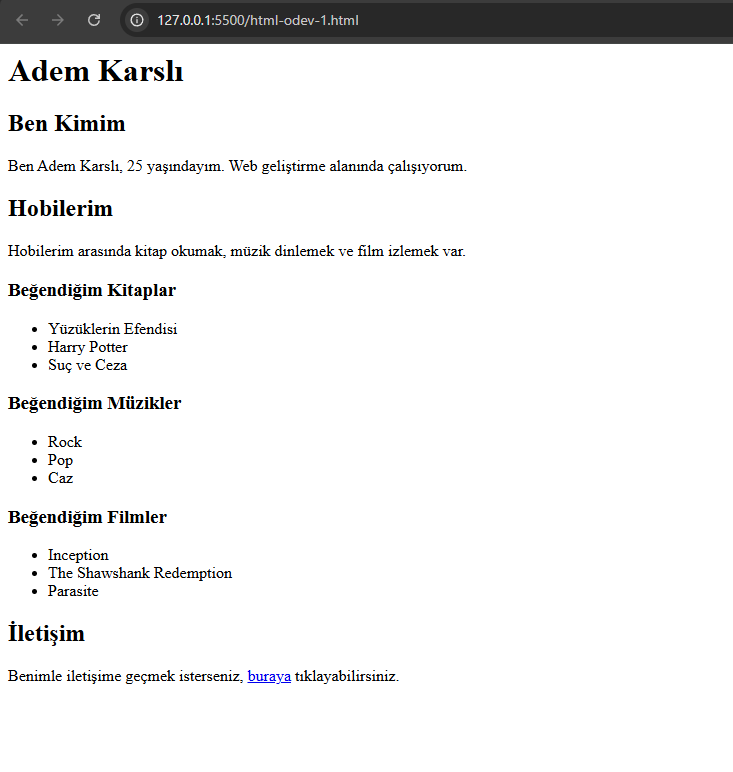 127.0.0.1:5500/html-odev-1.html
Adem Karslı
Ben Kimim
Ben Adem Karslı, 25 yaşındayım. Web geliştirme alanında çalışıyorum.
Hobilerim
Hobilerim arasında kitap okumak, müzik dinlemek ve film izlemek var.
Beğendiğim Kitaplar
• Yüzüklerin Efendisi
• Harry Potter
• Suç ve Ceza
Beğendiğim Müzikler
• Rock
• Pop
• Caz
Beğendiğim Filmler
• Inception
• The Shawshank Redemption
• Parasite
İletişim
Benimle iletişime geçmek isterseniz, buraya tıklayabilirsiniz.